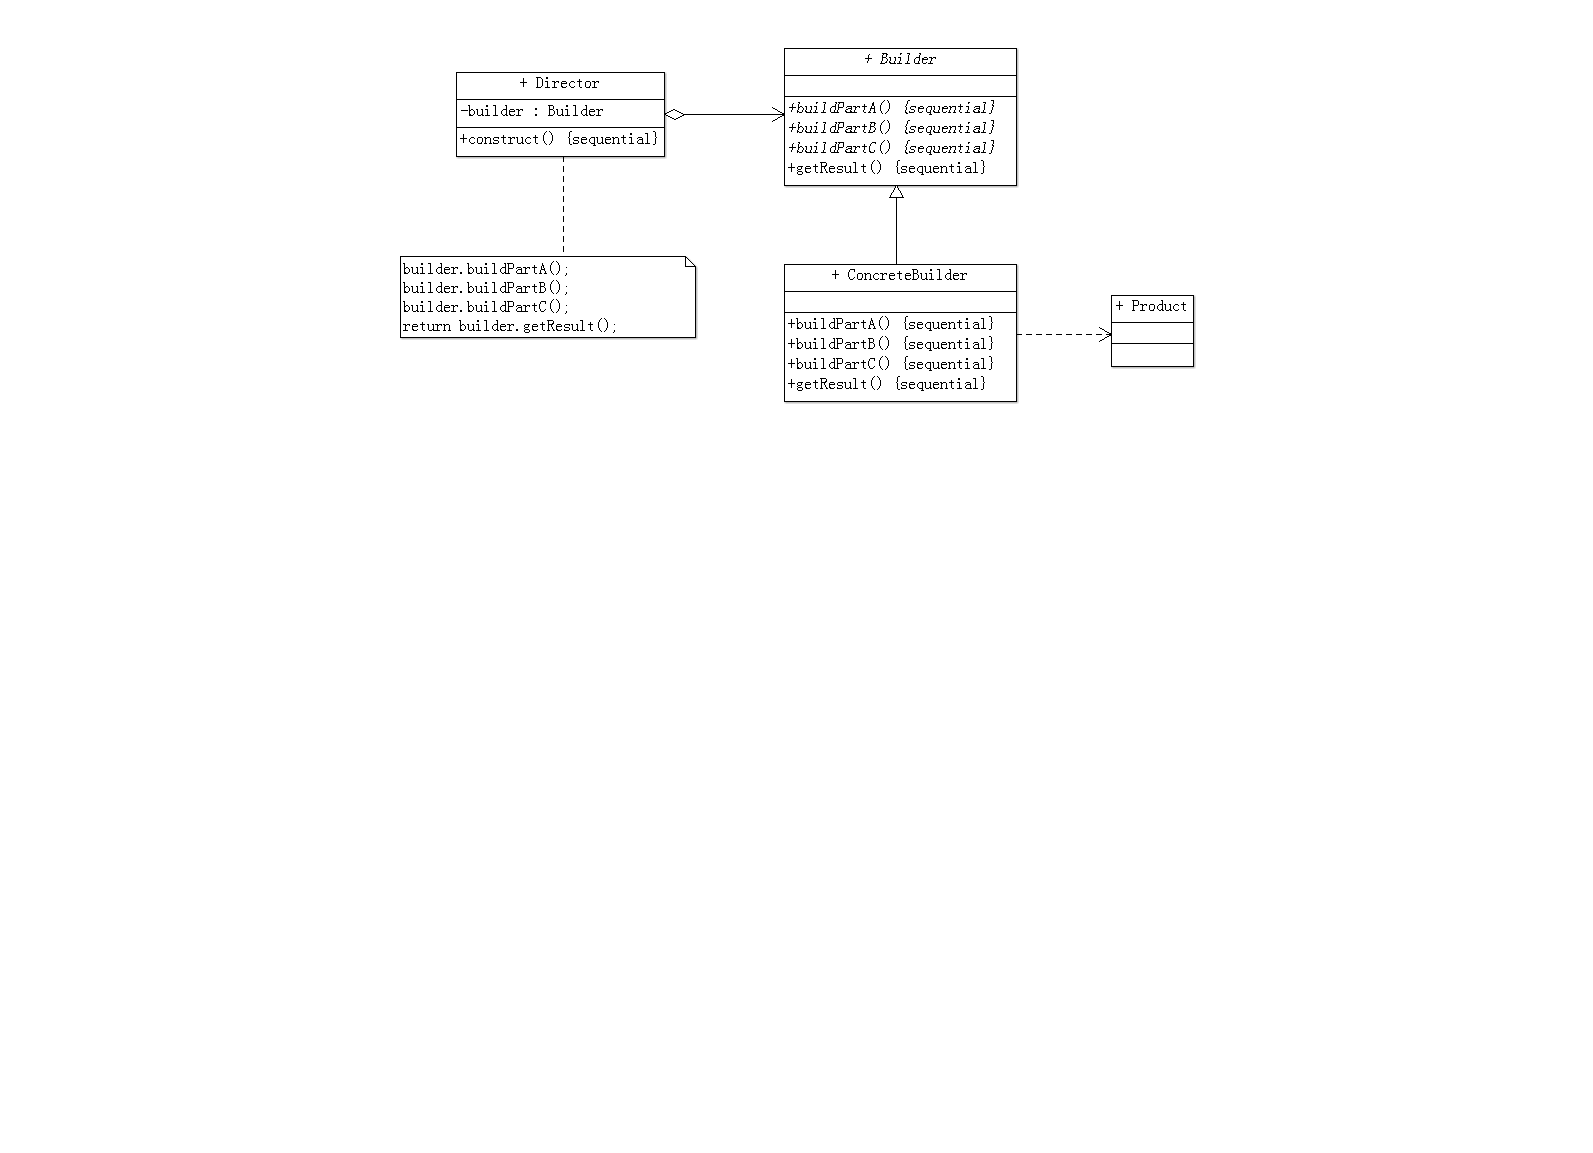 + Director
-builder : Builder
+construct() {sequential}
builder.buildPartA();
builder.buildPartB();
builder.buildPartC();
return builder.getResult();
+ Builder
+buildPartA() {sequential}
+buildPartB() {sequential}
+buildPartC() {sequential}
+getResult() {sequential}
+ ConcreteBuilder
+buildPartA() {sequential}
+buildPartB() {sequential}
+buildPartC() {sequential}
+getResult() {sequential}
+ Product